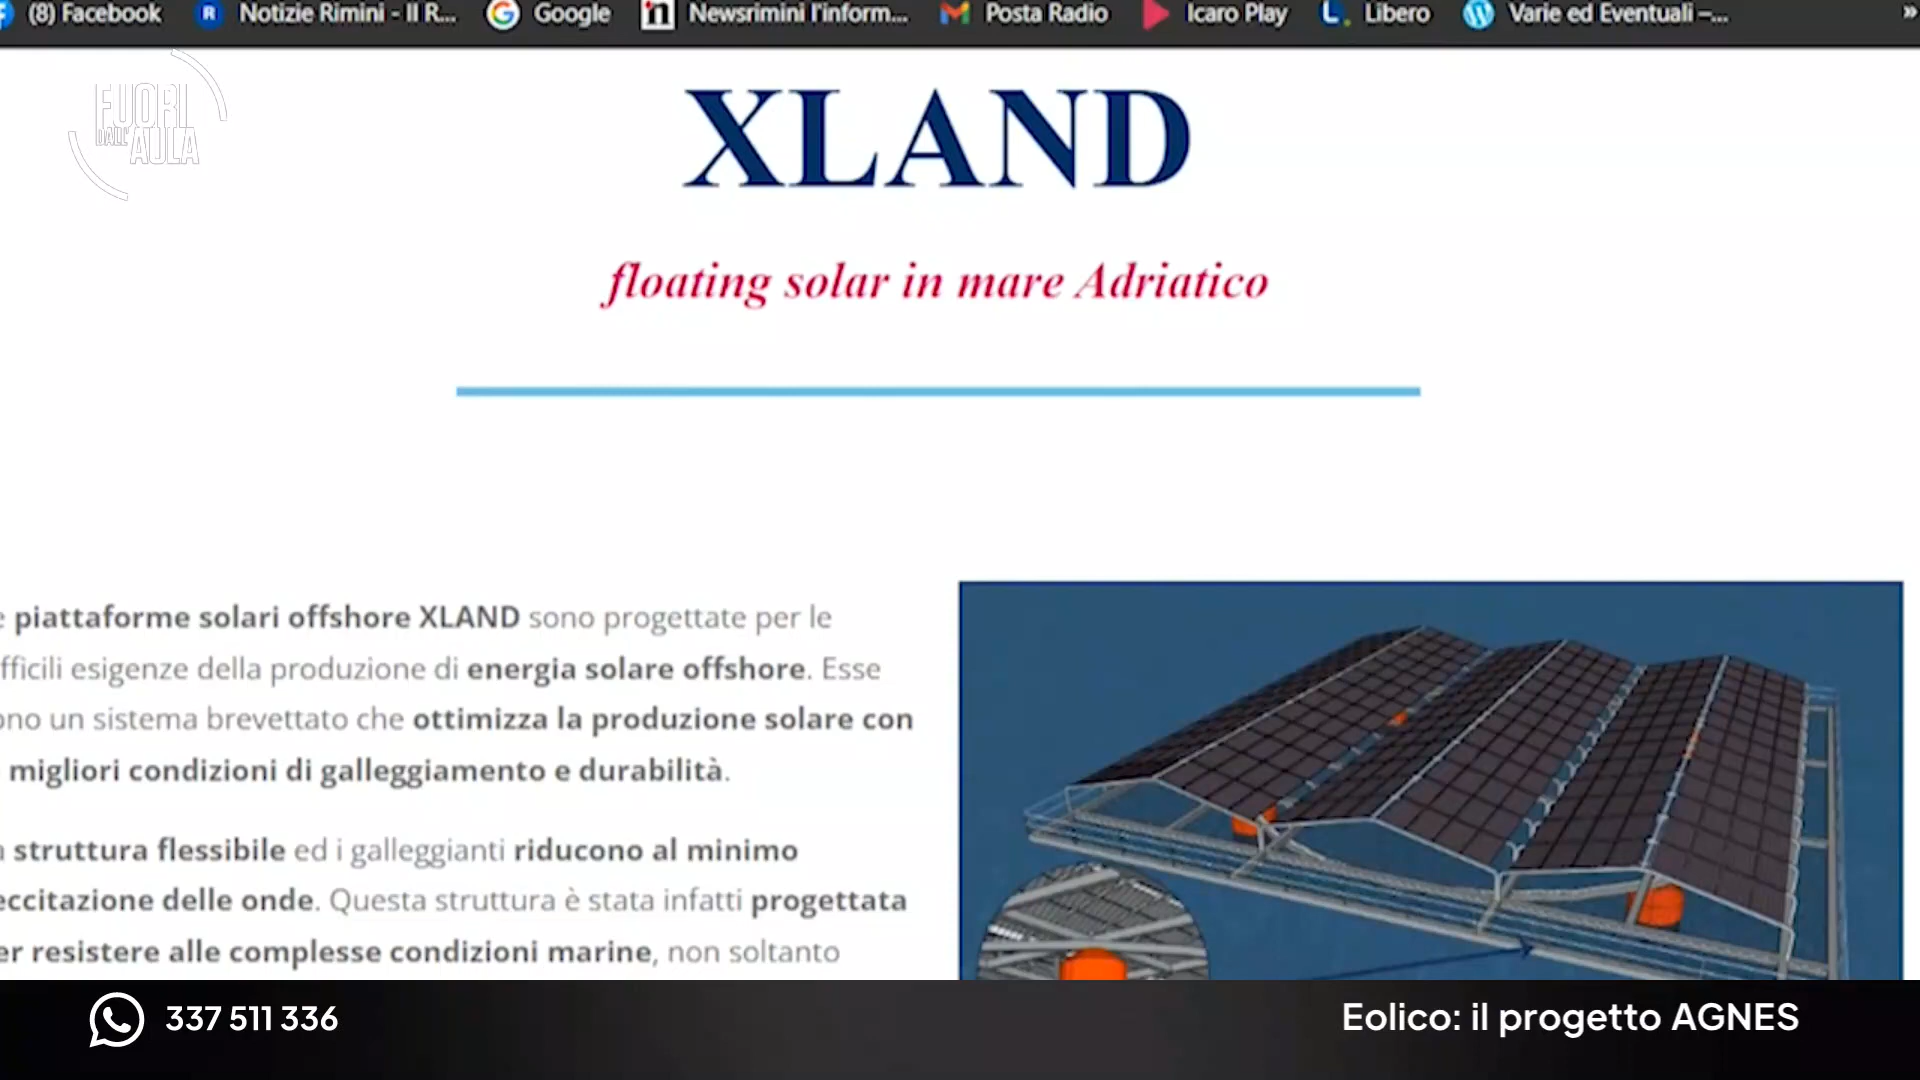 (8) Facebook
Notizie Rimini - Il R...
Google
Newsrimini l'inform...
Posta Radio
Icaro Play
Libero
Varie ed Eventuali –...
»
FUORI
DALL'
AULA
XLAND
floating solar in mare Adriatico
e piattaforme solari offshore XLAND sono progettate per le
fficili esigenze della produzione di energia solare offshore. Esse
ono un sistema brevettato che ottimizza la produzione solare con
migliori condizioni di galleggiamento e durabilità.
a struttura flessibile ed i galleggianti riducono al minimo
eccitazione delle onde. Questa struttura è stata infatti progettata
er resistere alle complesse condizioni marine, non soltanto
337 511 336
Eolico: il progetto AGNES